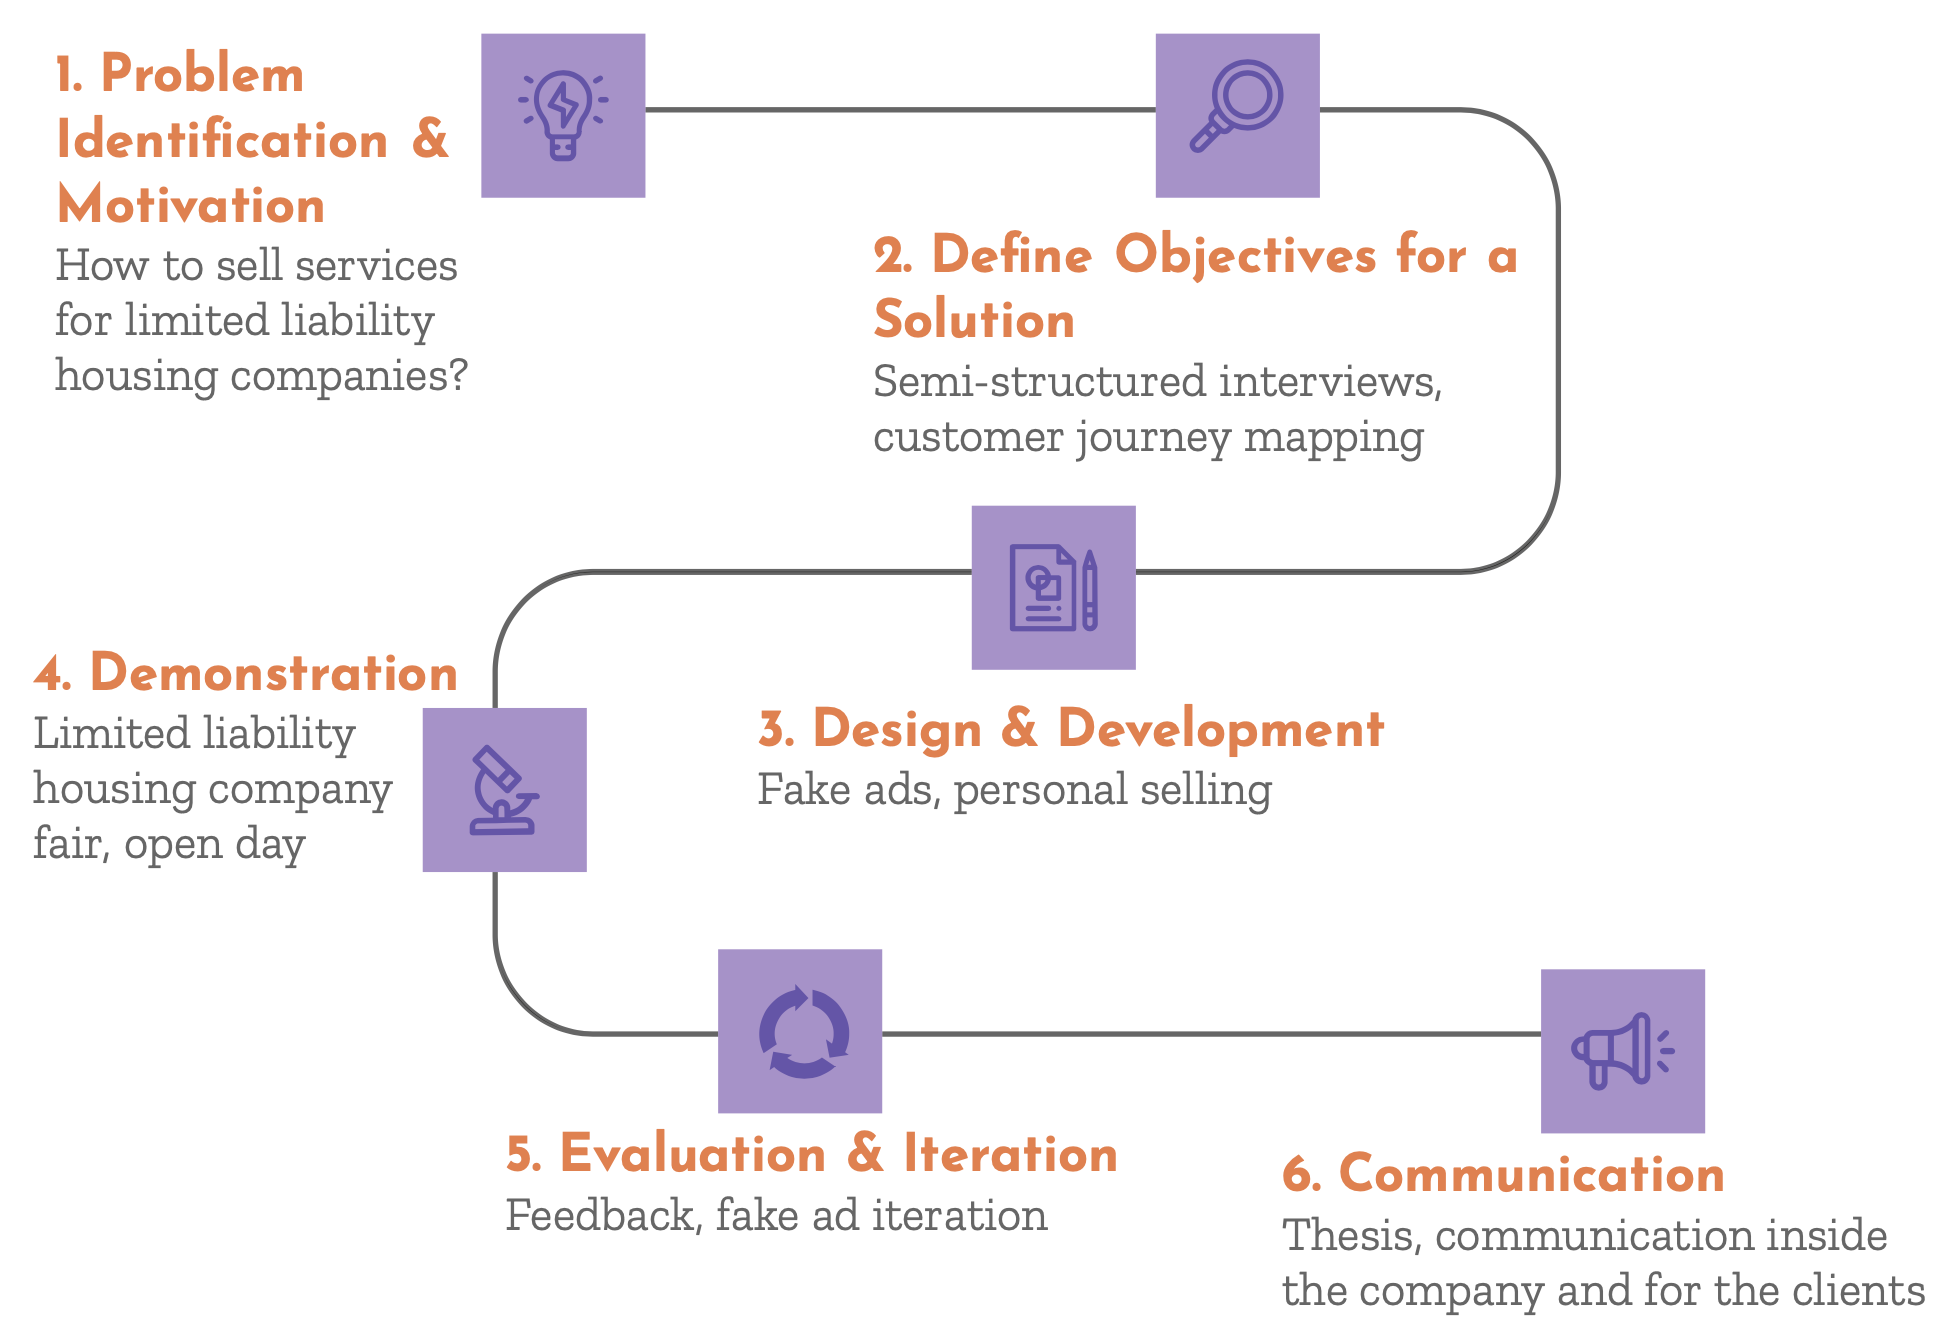 1. Problem
Identification &
Motivation
How to sell services
for limited liability
housing companies?
2. Define Objectives for a
Solution
Semi-structured interviews,
customer journey mapping
3. Design & Development
Fake ads, personal selling
4. Demonstration
Limited liability
housing company
fair, open day
5. Evaluation & Iteration
Feedback, fake ad iteration
6. Communication
Thesis, communication inside
the company and for the clients